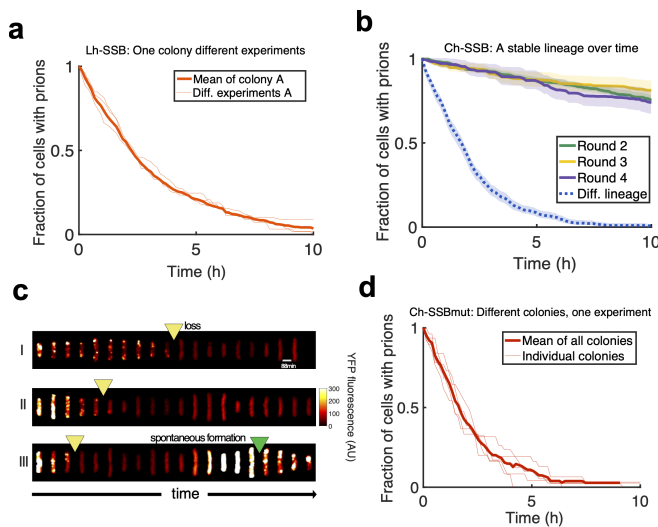 a
Lh-SSB: One colony different experiments
Fraction of cells with prions
1
0.5
0
Mean of colony A
Diff. experiments A
0 5 10
Time (h)
b
Ch-SSB: A stable lineage over time
Fraction of cells with prions
1
0.5
0
Round 2
Round 3
Round 4
Diff. lineage
0 5 10
Time (h)
c
loss
I
88min
II
spontaneous formation
III
time
300
200
100
0
YFP fluorescence (AU)
d
Ch-SSBmut: Different colonies, one experiment
Fraction of cells with prions
1
0.5
0
Mean of all colonies
Individual colonies
0 5 10
Time (h)